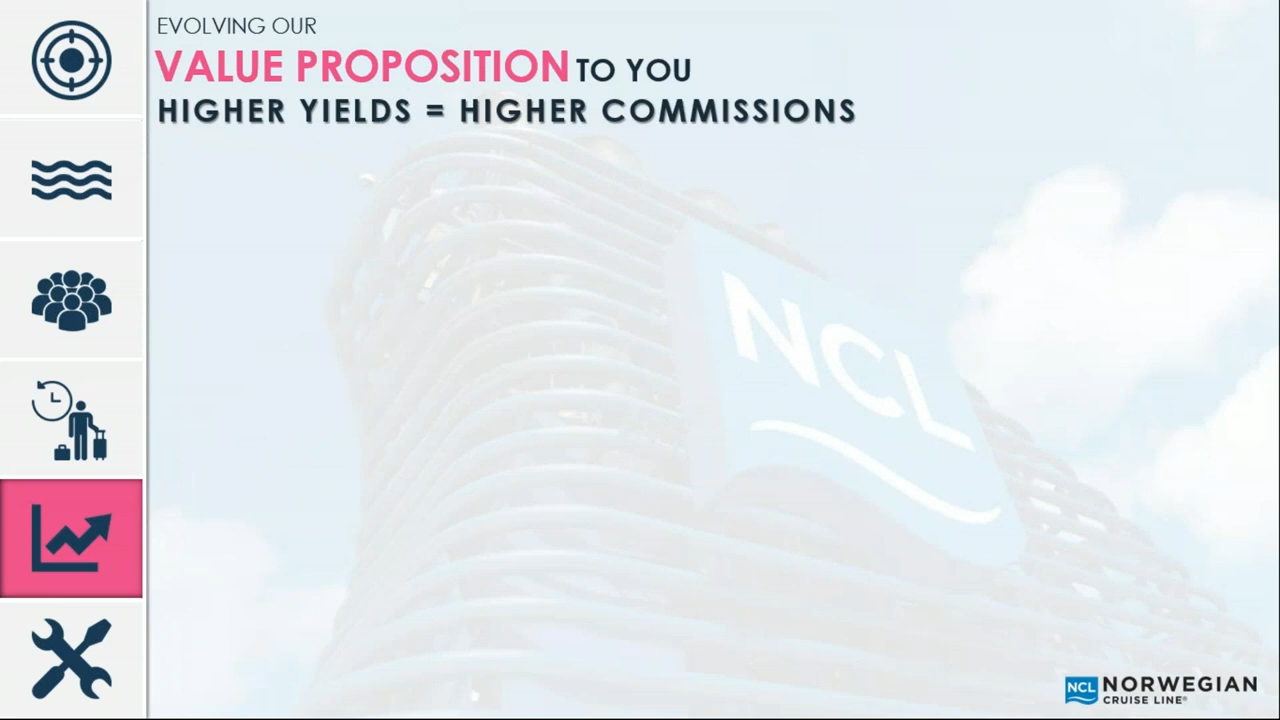 EVOLVING OUR
VALUE PROPOSITION TO YOU
HIGHER YIELDS = HIGHER COMMISSIONS
NCL
NCL NORWEGIAN
CRUISE LINE®